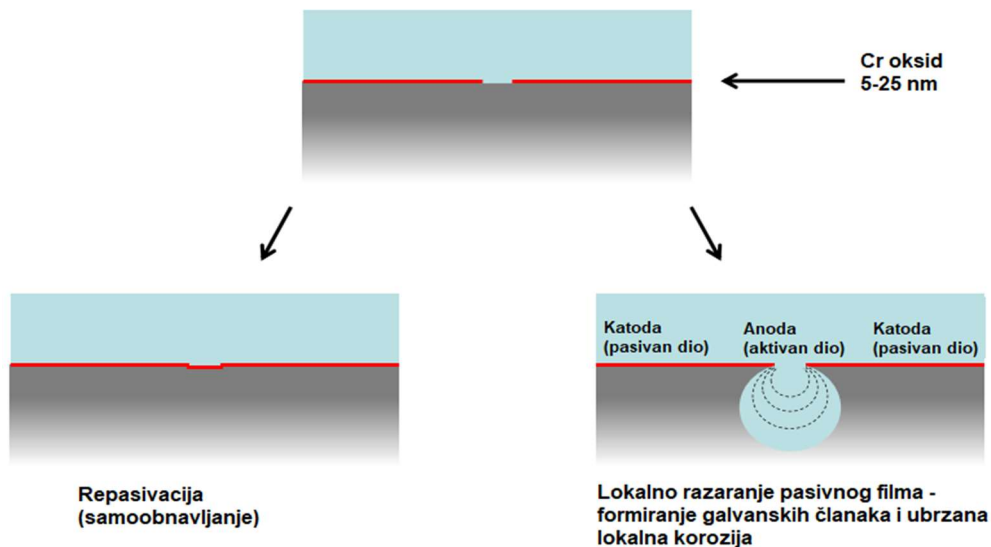 Cr oksid
5-25 nm
Katoda
(pasivan dio)
Anoda
(aktivan dio)
Katoda
(pasivan dio)
Repasivacija
(samoobnavljanje)
Lokalno razaranje pasivnog filma -
formiranje galvanskih članaka i ubrzana
lokalna korozija